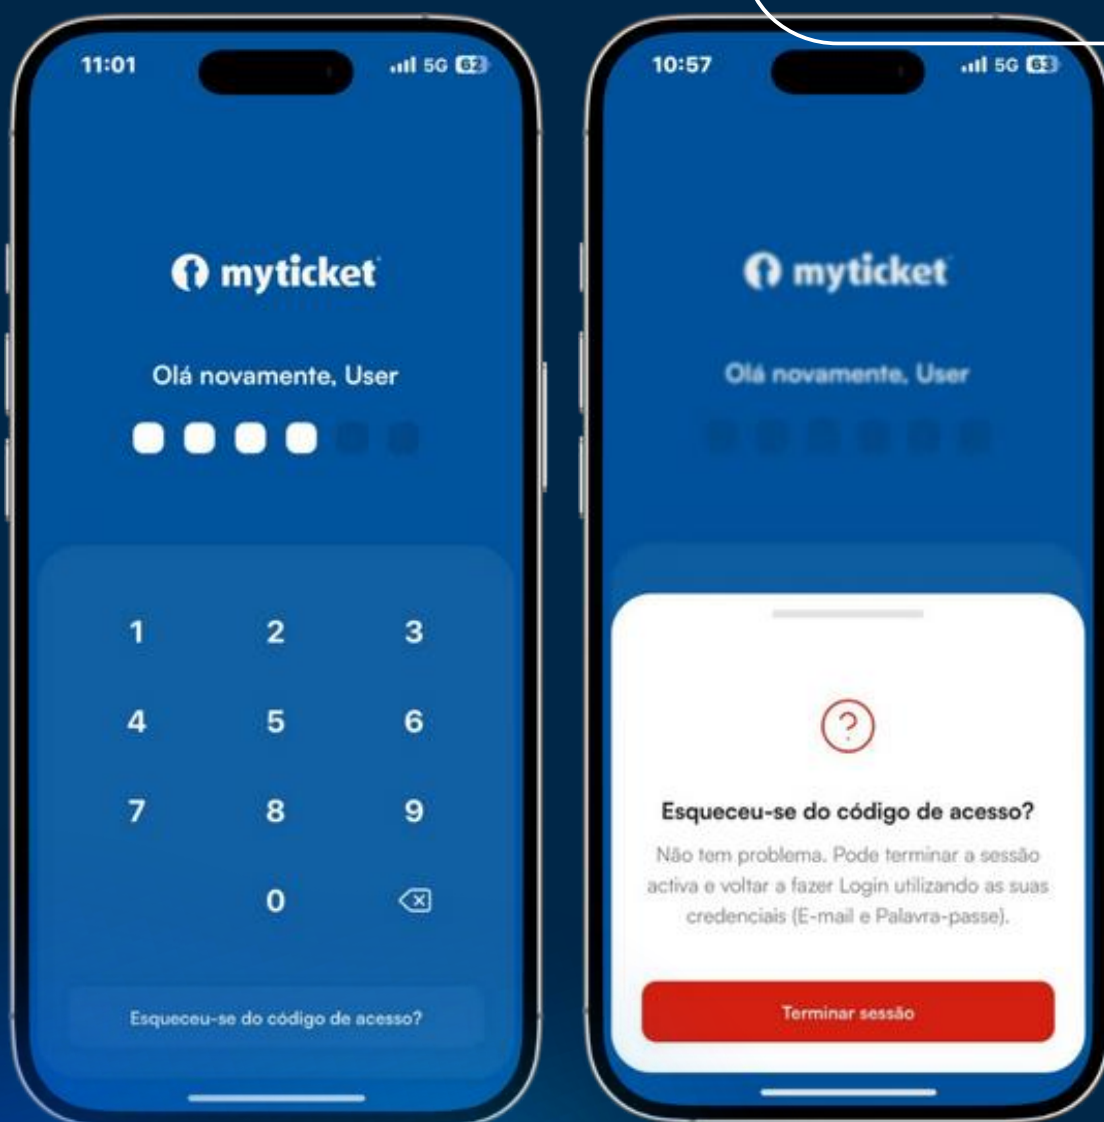 11:01
5G 62
myticket
Olá novamente, User
1 2 3
4 5 6
7 8 9
0
Esqueceu-se do código de acesso?
10:57
5G 63
myticket
Olá novamente, User
?
Esqueceu-se do código de acesso?
Não tem problema. Pode terminar a sessão
activa e voltar a fazer Login utilizando as suas
credenciais (E-mail e Palavra-passe).
Terminar sessão